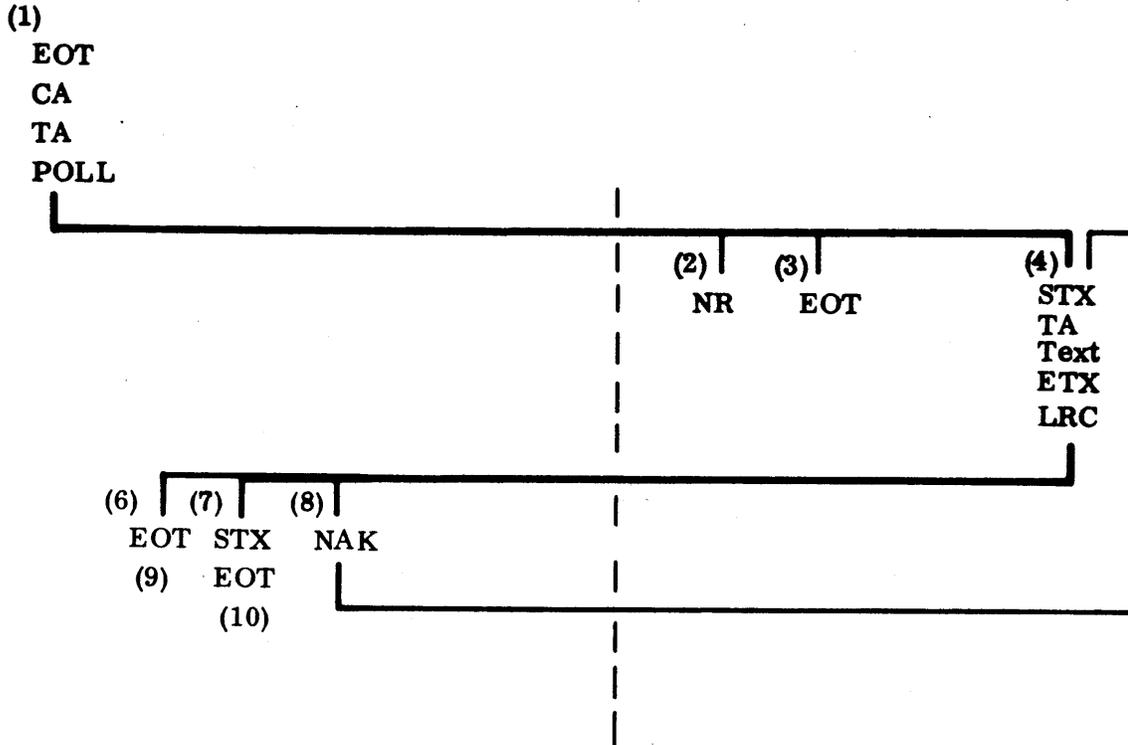 (1)
EOT
CA
TA
POLL
(2)
NR
(3)
EOT
(4)
STX
TA
Text
ETX
LRC
(6)
EOT
(9)
(7)
STX
EOT
(10)
(8)
NAK